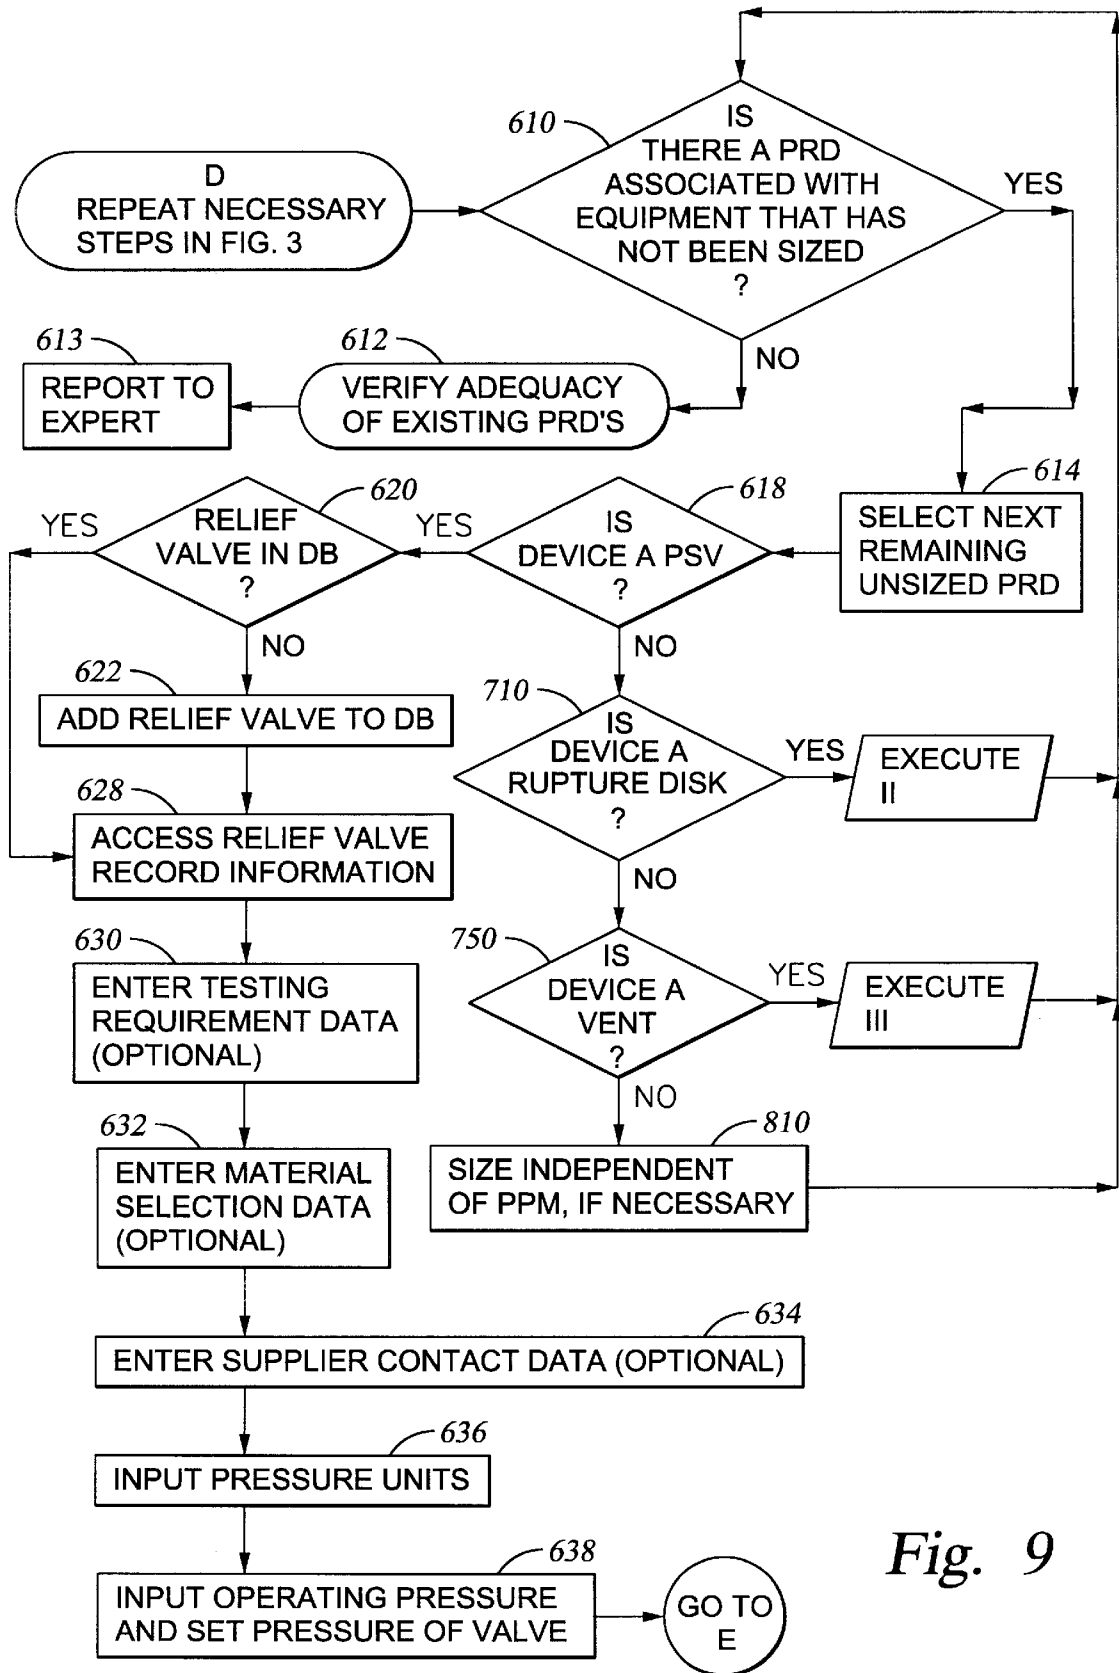 D
REPEAT NECESSARY
STEPS IN FIG. 3
610
IS
THERE A PRD
ASSOCIATED WITH
EQUIPMENT THAT HAS
NOT BEEN SIZED
?
YES
NO
613
REPORT TO
EXPERT
612
VERIFY ADEQUACY
OF EXISTING PRD'S
614
SELECT NEXT
REMAINING
UNSIZED PRD
618
IS
DEVICE A PSV
?
YES
NO
620
RELIEF
VALVE IN DB
?
YES
NO
622
ADD RELIEF VALVE TO DB
628
ACCESS RELIEF VALVE
RECORD INFORMATION
630
ENTER TESTING
REQUIREMENT DATA
(OPTIONAL)
632
ENTER MATERIAL
SELECTION DATA
(OPTIONAL)
710
IS
DEVICE A
RUPTURE DISK
?
YES
EXECUTE
II
NO
750
IS
DEVICE A
VENT
?
YES
EXECUTE
III
NO
810
SIZE INDEPENDENT
OF PPM, IF NECESSARY
634
ENTER SUPPLIER CONTACT DATA (OPTIONAL)
636
INPUT PRESSURE UNITS
638
INPUT OPERATING PRESSURE
AND SET PRESSURE OF VALVE
GO TO
E
Fig. 9